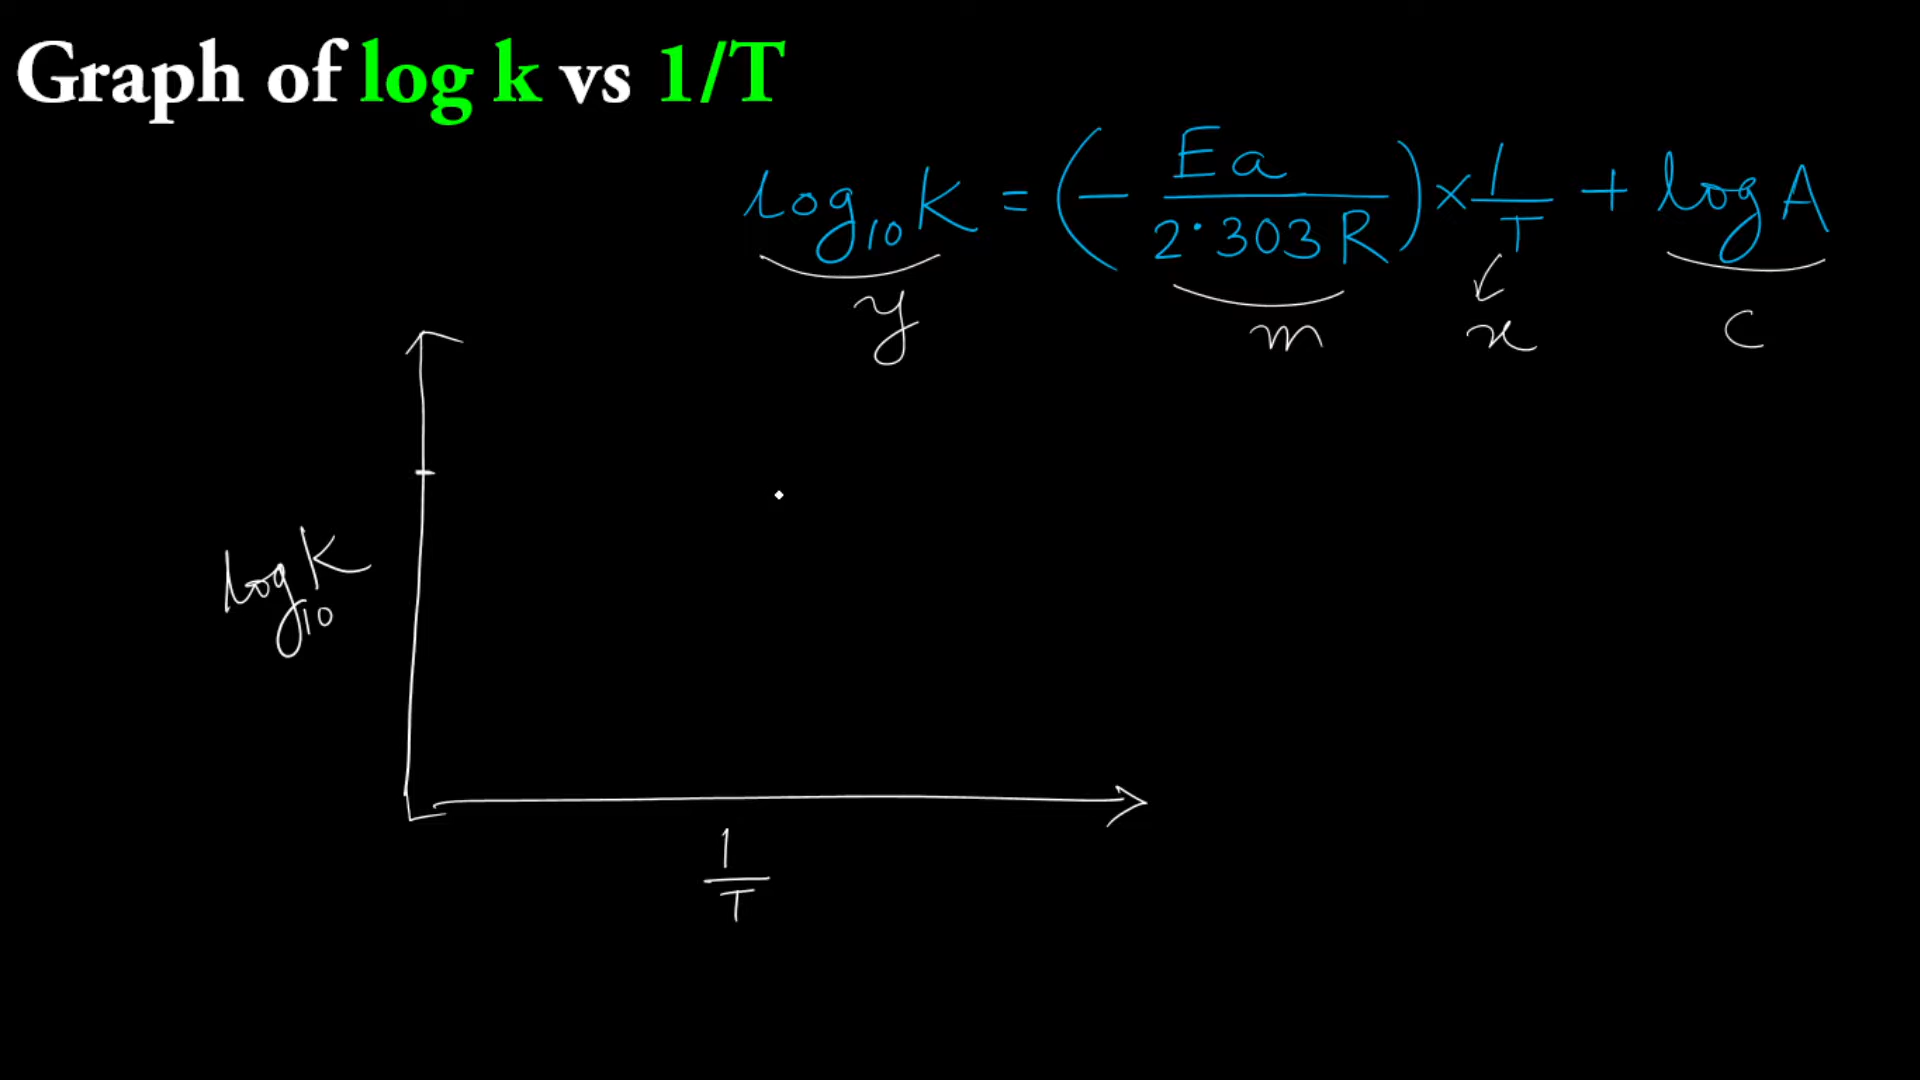 Graph of log k vs 1/T
log₁₀ K = (- Ea / 2.303 R) × 1/T + log A
y m x c
log₁₀ K
1/T